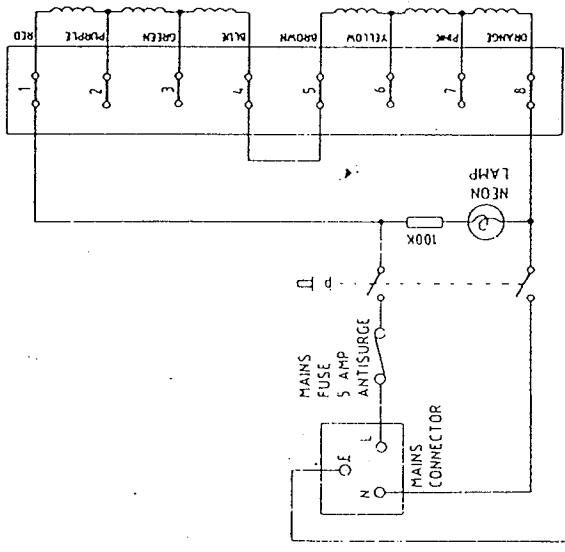 RED
PURPLE
GREEN
BLUE
BROWN
YELLOW
PINK
ORANGE
1
2
3
4
5
6
7
8
NEON
LAMP
100K
MAINS
FUSE
5 AMP
ANTISURGE
L
E
N
MAINS
CONNECTOR